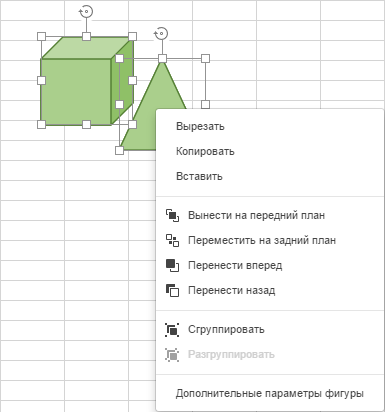 Вырезать
Копировать
Вставить
Вынести на передний план
Переместить на задний план
Перенести вперед
Перенести назад
Сгруппировать
Разгруппировать
Дополнительные параметры фигуры